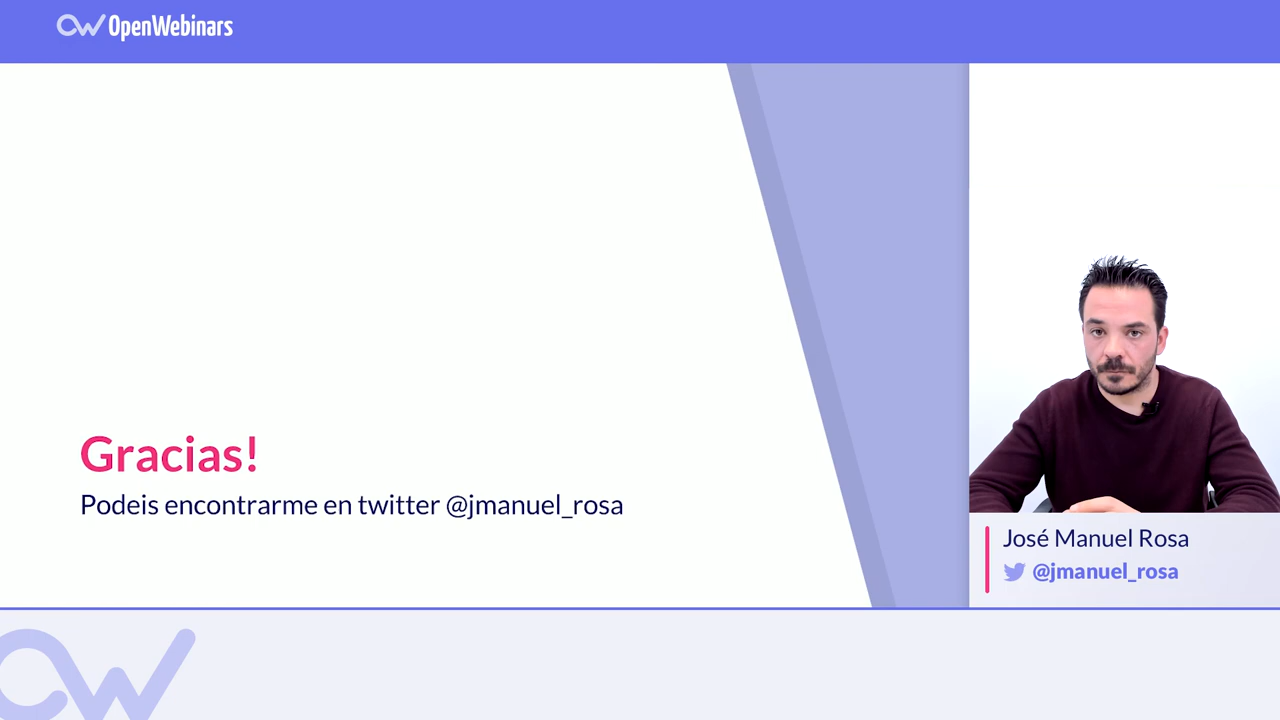 OpenWebinars
Gracias!
Podeis encontrarme en twitter @jmanuel_rosa
José Manuel Rosa
@jmanuel_rosa